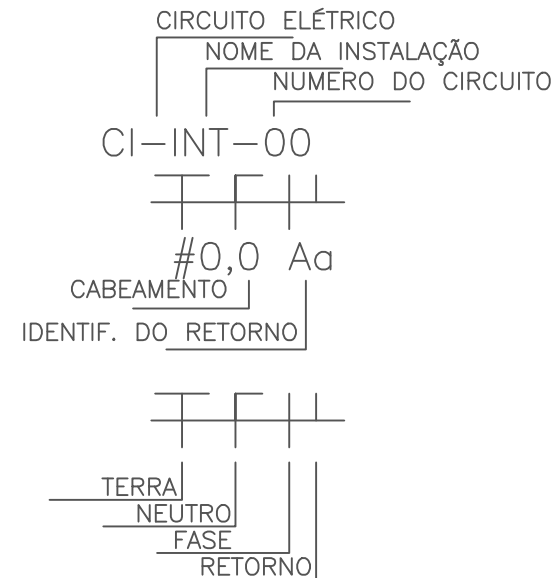 CIRCUITO ELÉTRICO
NOME DA INSTALAÇÃO
NUMERO DO CIRCUITO
CI-INT-00
#0,0 Aa
CABEAMENTO
IDENTIF. DO RETORNO
TERRA
NEUTRO
FASE
RETORNO